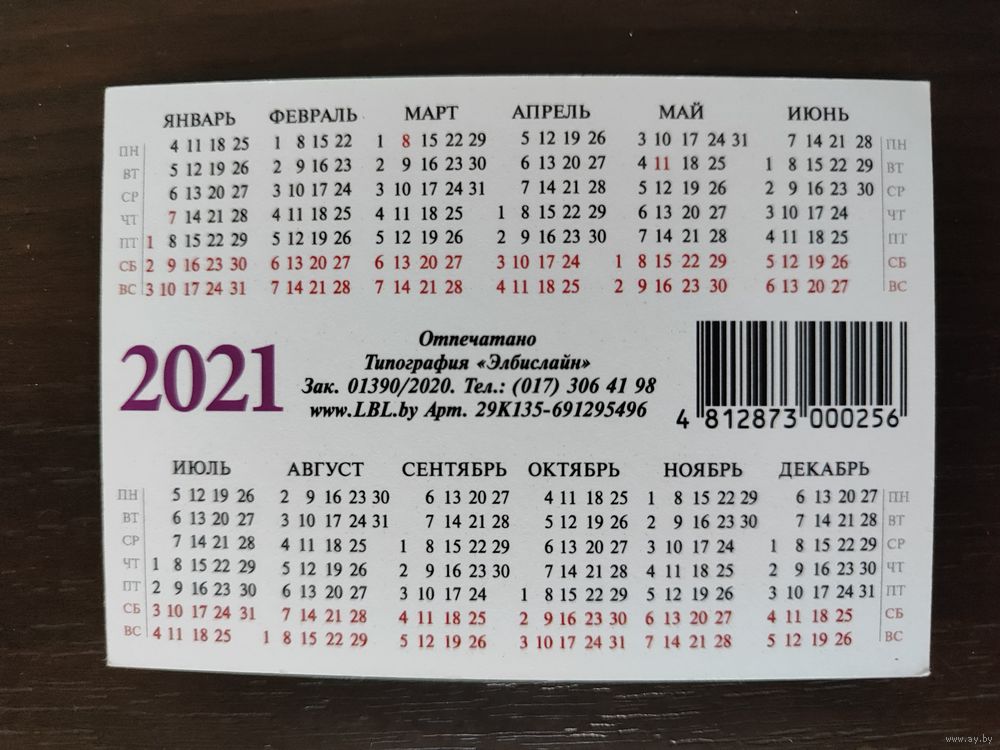 ЯНВАРЬ ФЕВРАЛЬ МАРТ АПРЕЛЬ МАЙ ИЮНЬ
ПН 4 11 18 25 1 8 15 22 1 8 15 22 29 5 12 19 26 3 10 17 24 31 7 14 21 28 ПН
ВТ 5 12 19 26 2 9 16 23 2 9 16 23 30 6 13 20 27 4 11 18 25 1 8 15 22 29 ВТ
СР 6 13 20 27 3 10 17 24 3 10 17 24 31 7 14 21 28 5 12 19 26 2 9 16 23 30 СР
ЧТ 7 14 21 28 4 11 18 25 4 11 18 25 1 8 15 22 29 6 13 20 27 3 10 17 24 ЧТ
ПТ 1 8 15 22 29 5 12 19 26 5 12 19 26 2 9 16 23 30 7 14 21 28 4 11 18 25 ПТ
СБ 2 9 16 23 30 6 13 20 27 6 13 20 27 3 10 17 24 1 8 15 22 29 5 12 19 26 СБ
ВС 3 10 17 24 31 7 14 21 28 7 14 21 28 4 11 18 25 2 9 16 23 30 6 13 20 27 ВС
2021
Отпечатано
Типография «Элбислайн»
Зак. 01390/2020. Тел.: (017) 306 41 98
www.LBL.by Арт. 29К135-691295496
4 812873 000256
ИЮЛЬ АВГУСТ СЕНТЯБРЬ ОКТЯБРЬ НОЯБРЬ ДЕКАБРЬ
ПН 5 12 19 26 2 9 16 23 30 6 13 20 27 4 11 18 25 1 8 15 22 29 6 13 20 27 ПН
ВТ 6 13 20 27 3 10 17 24 31 7 14 21 28 5 12 19 26 2 9 16 23 30 7 14 21 28 ВТ
СР 7 14 21 28 4 11 18 25 1 8 15 22 29 6 13 20 27 3 10 17 24 1 8 15 22 29 СР
ЧТ 1 8 15 22 29 5 12 19 26 2 9 16 23 30 7 14 21 28 4 11 18 25 2 9 16 23 30 ЧТ
ПТ 2 9 16 23 30 6 13 20 27 3 10 17 24 1 8 15 22 29 5 12 19 26 3 10 17 24 31 ПТ
СБ 3 10 17 24 31 7 14 21 28 4 11 18 25 2 9 16 23 30 6 13 20 27 4 11 18 25 СБ
ВС 4 11 18 25 1 8 15 22 29 5 12 19 26 3 10 17 24 31 7 14 21 28 5 12 19 26 ВС
www.ay.by